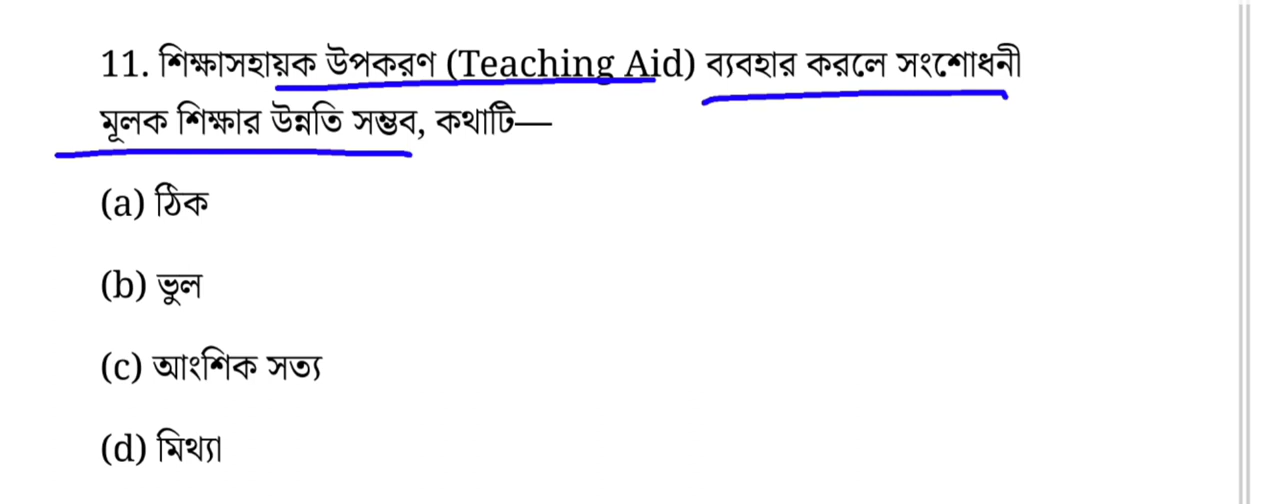 11. শিক্ষাসহায়ক উপকরণ (Teaching Aid) ব্যবহার করলে সংশোধনী
মূলক শিক্ষার উন্নতি সম্ভব, কথাটি—
(a) ঠিক
(b) ভুল
(c) আংশিক সত্য
(d) মিথ্যা